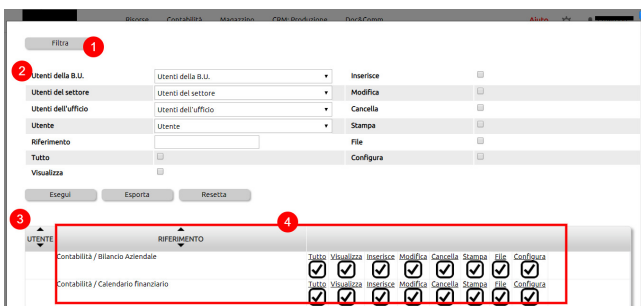 Risorse Contabilità Magazzino CRM; Produzione Doc&Comm Aiuto
Filtra 1
2
Utenti della B.U. Utenti della B.U. Inserisce
Utenti del settore Utenti del settore Modifica
Utenti dell'ufficio Utenti dell'ufficio Cancella
Utente Utente Stampa
Riferimento File
Tutto Configura
Visualizza
Esegui Esporta Resetta
3 4
UTENTE RIFERIMENTO
Contabilità / Bilancio Aziendale Tutto Visualizza Inserisce Modifica Cancella Stampa File Configura
Contabilità / Calendario finanziario Tutto Visualizza Inserisce Modifica Cancella Stampa File Configura